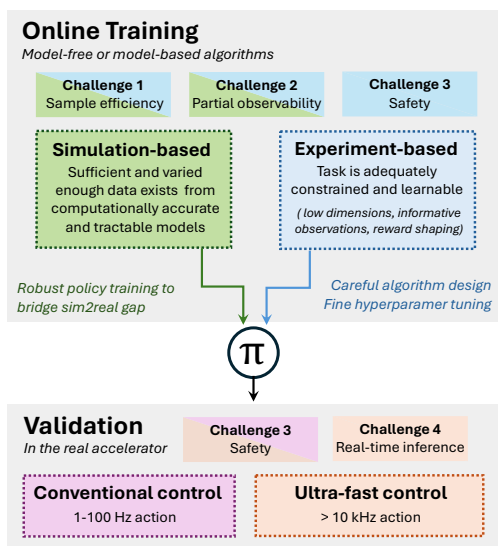 Online Training
Model-free or model-based algorithms
Challenge 1
Sample efficiency
Challenge 2
Partial observability
Challenge 3
Safety
Simulation-based
Sufficient and varied
enough data exists from
computationally accurate
and tractable models
Experiment-based
Task is adequately
constrained and learnable
( low dimensions, informative
observations, reward shaping)
Robust policy training to
bridge sim2real gap
Careful algorithm design
Fine hyperparamer tuning
π
Validation
In the real accelerator
Challenge 3
Safety
Challenge 4
Real-time inference
Conventional control
1-100 Hz action
Ultra-fast control
> 10 kHz action